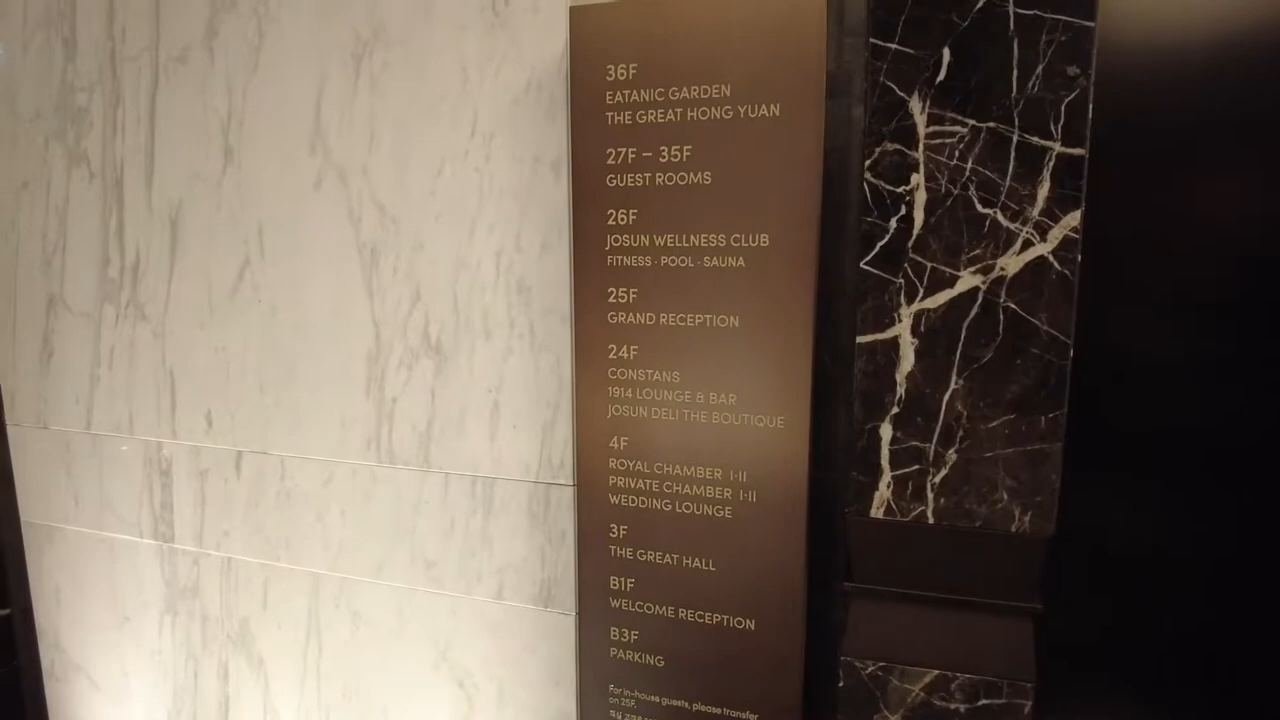 36F
EATANIC GARDEN
THE GREAT HONG YUAN
27F – 35F
GUEST ROOMS
26F
JOSUN WELLNESS CLUB
FITNESS · POOL · SAUNA
25F
GRAND RECEPTION
24F
CONSTANS
1914 LOUNGE & BAR
JOSUN DELI THE BOUTIQUE
4F
ROYAL CHAMBER I·II
PRIVATE CHAMBER I·II
WEDDING LOUNGE
3F
THE GREAT HALL
B1F
WELCOME RECEPTION
B3F
PARKING
For in-house guests, please transfer
on 25F.